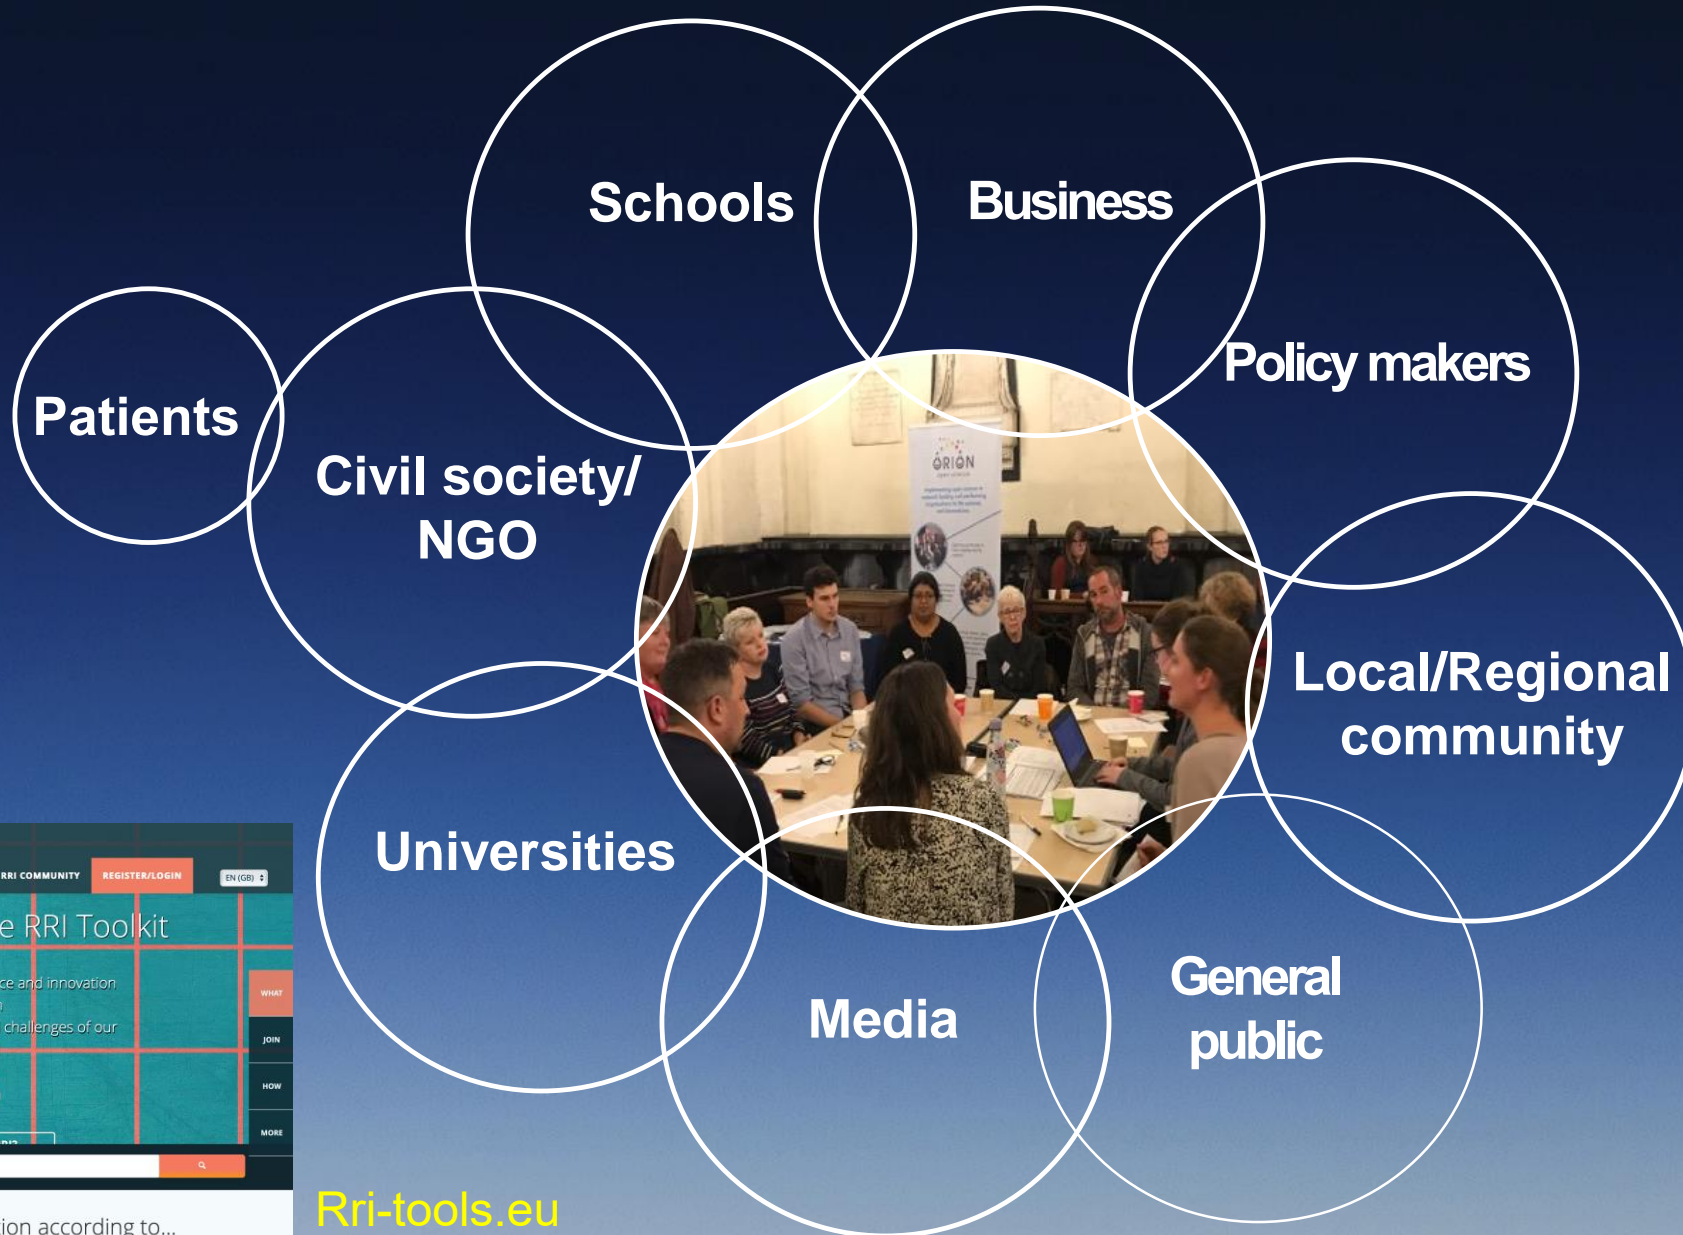 Schools
Business
Policy makers
Patients
Civil society/
NGO
ORION
Local/Regional
community
Universities
General
public
Media
RRI COMMUNITY
REGISTER/LOGIN
EN (GB)
e RRI Toolkit
ce and innovation
challenges of our
WHAT
JOIN
HOW
MORE
Rri-tools.eu
tion according to...